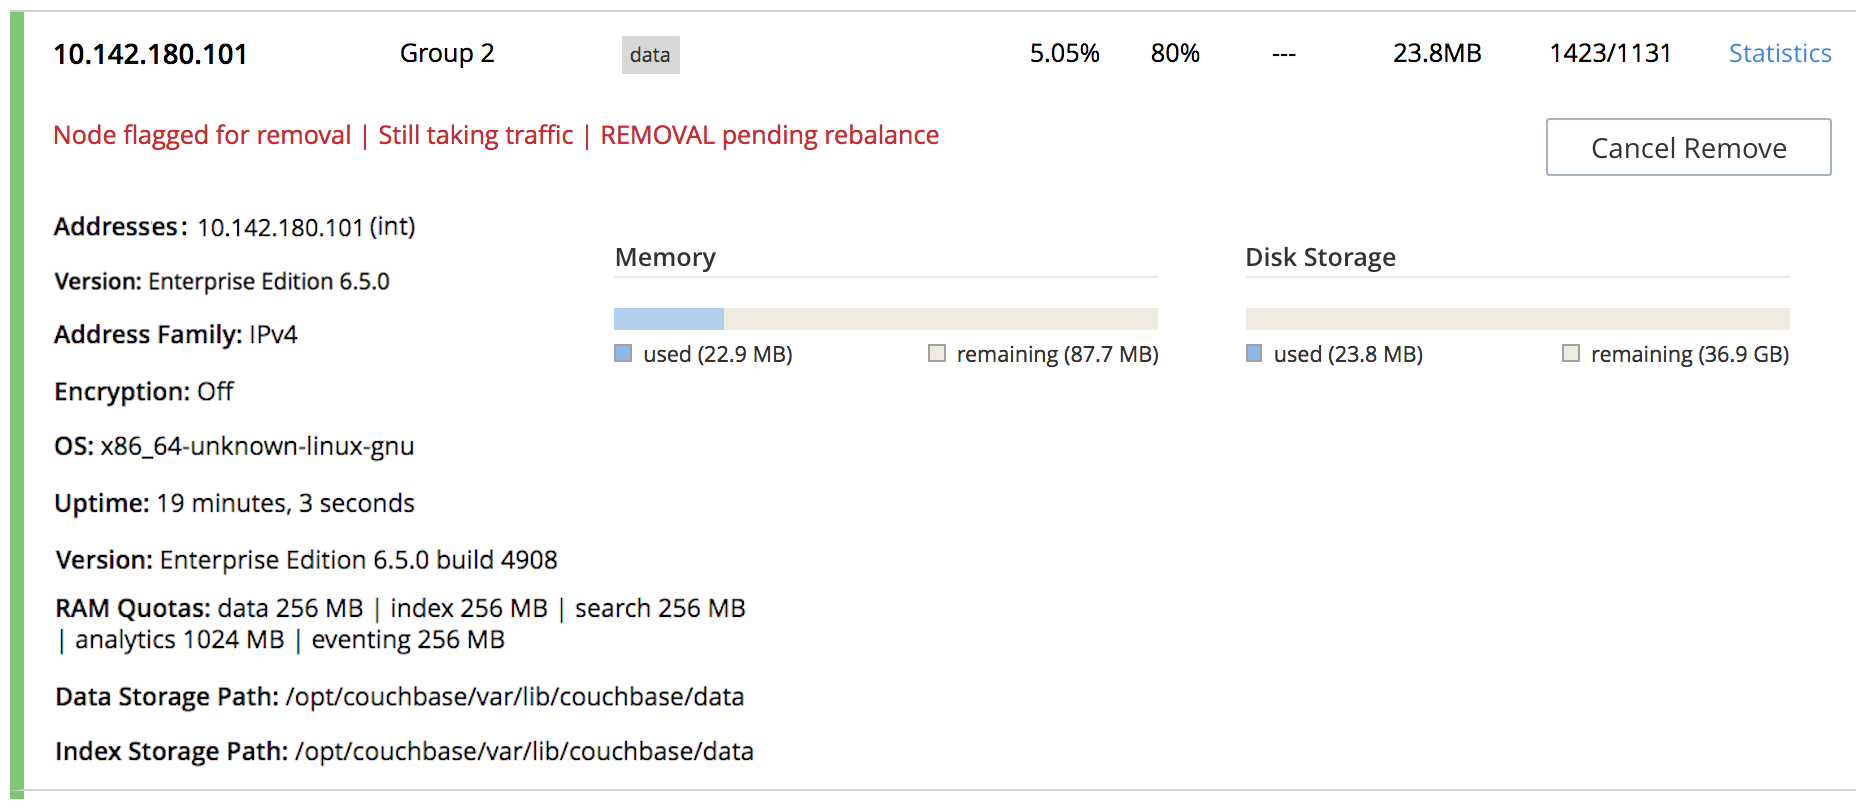 10.142.180.101 Group 2 data 5.05% 80% --- 23.8MB 1423/1131 Statistics
Node flagged for removal | Still taking traffic | REMOVAL pending rebalance
Cancel Remove
Addresses: 10.142.180.101 (int)
Version: Enterprise Edition 6.5.0
Address Family: IPv4
Encryption: Off
OS: x86_64-unknown-linux-gnu
Uptime: 19 minutes, 3 seconds
Version: Enterprise Edition 6.5.0 build 4908
RAM Quotas: data 256 MB | index 256 MB | search 256 MB
| analytics 1024 MB | eventing 256 MB
Data Storage Path: /opt/couchbase/var/lib/couchbase/data
Index Storage Path: /opt/couchbase/var/lib/couchbase/data
Memory
used (22.9 MB) remaining (87.7 MB)
Disk Storage
used (23.8 MB) remaining (36.9 GB)